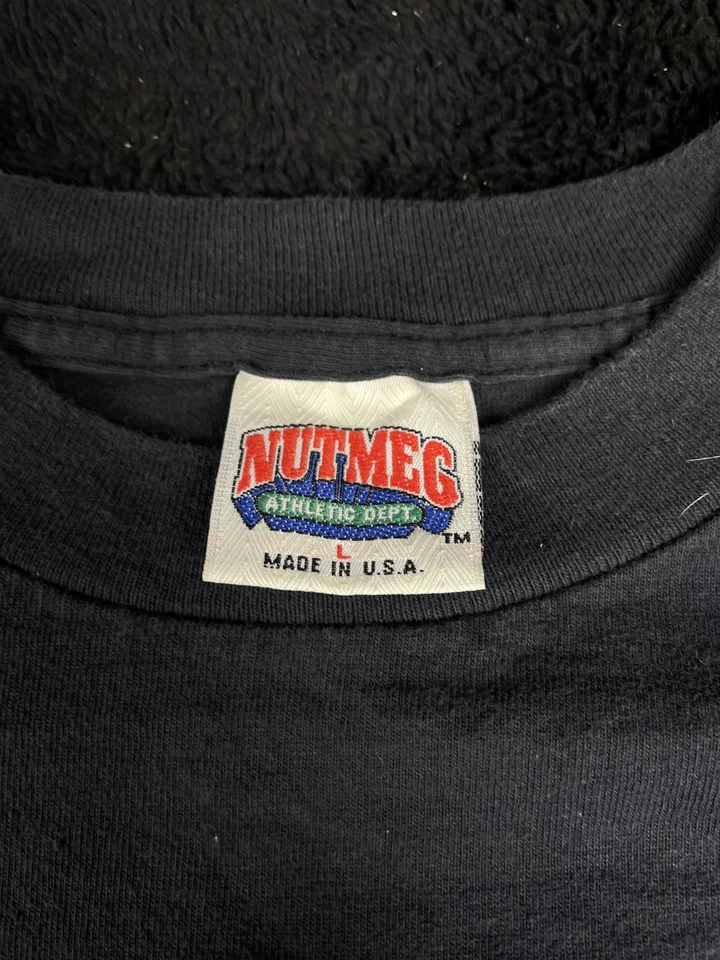 NUTMEG
ATHLETIC DEPT.
TM
L
MADE IN U.S.A.